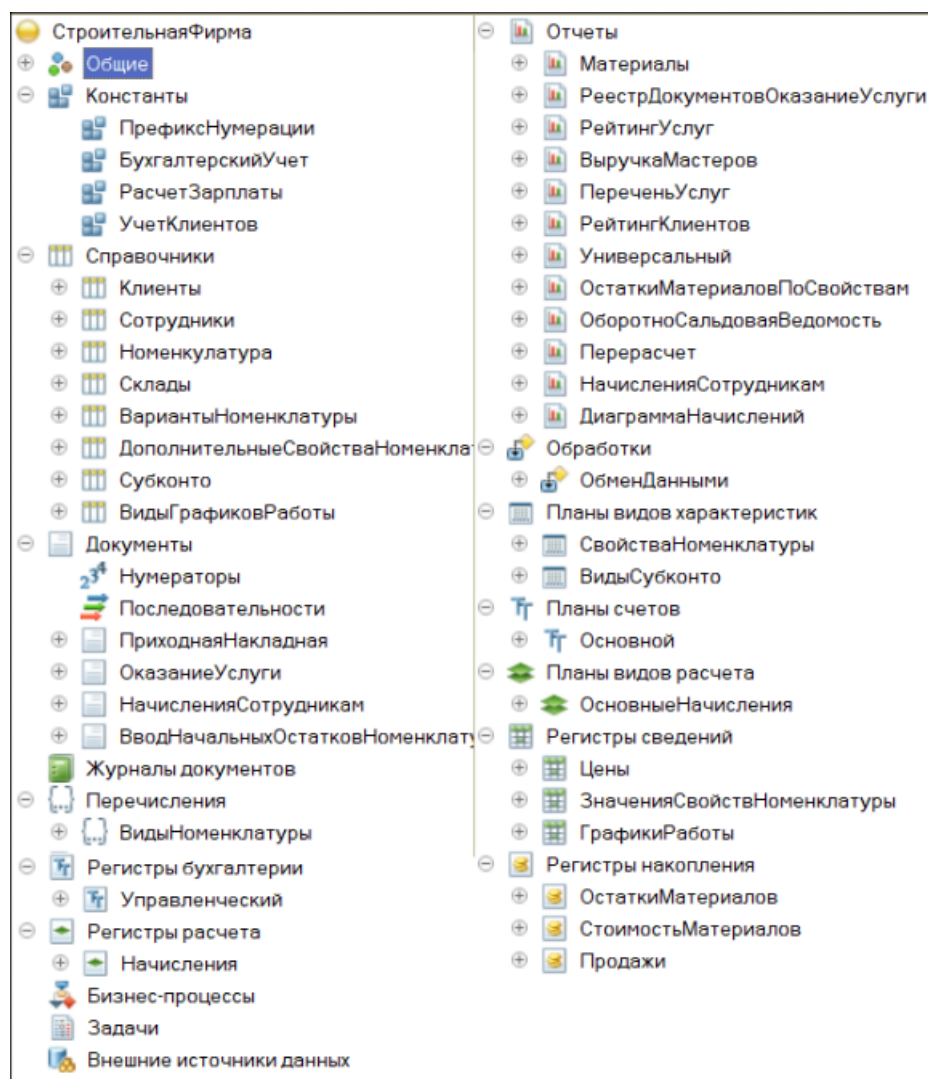 СтроительнаяФирма
Общие
Константы
ПрефиксНумерации
БухгалтерскийУчет
РасчетЗарплаты
УчетКлиентов
Справочники
Клиенты
Сотрудники
Номенкулатура
Склады
ВариантыНоменклатуры
ДополнительныеСвойстваНоменкла
Субконто
ВидыГрафиковРаботы
Документы
Нумераторы
Последовательности
ПриходнаяНакладная
ОказаниеУслуги
НачисленияСотрудникам
ВводНачальныхОстатковНоменклату
Журналы документов
Перечисления
ВидыНоменклатуры
Регистры бухгалтерии
Управленческий
Регистры расчета
Начисления
Бизнес-процессы
Задачи
Внешние источники данных
Отчеты
Материалы
РеестрДокументовОказаниеУслуги
РейтингУслуг
ВыручкаМастеров
ПереченьУслуг
РейтингКлиентов
Универсальный
ОстаткиМатериаловПоСвойствам
ОборотноСальдоваяВедомость
Перерасчет
НачисленияСотрудникам
ДиаграммаНачислений
Обработки
ОбменДанными
Планы видов характеристик
СвойстваНоменклатуры
ВидыСубконто
Планы счетов
Основной
Планы видов расчета
ОсновныеНачисления
Регистры сведений
Цены
ЗначенияСвойствНоменклатуры
ГрафикиРаботы
Регистры накопления
ОстаткиМатериалов
СтоимостьМатериалов
Продажи